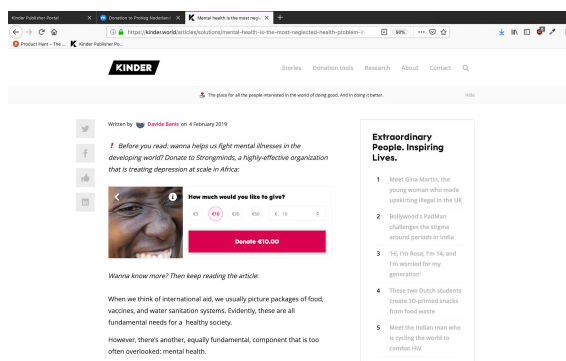 Kinder Publisher Portal
Donation to ProVeg Nederland
Mental health is the most negle
https://kinder.world/articles/solutions/mental-health-is-the-most-neglected-health-problem-in
90%
Product Hunt – The ...
Kinder Publisher Po...
KINDER
Stories Donation tools Research About Contact
The place for all the people interested in the world of doing good. And in doing it better.
Hide
Written by Davide Banis on 4 February 2019
! Before you read: wanna helps us fight mental illnesses in the
developing world? Donate to Strongminds, a highly-effective organization
that is treating depression at scale in Africa:
How much would you like to give?
€5 €10 €20 €50 € 10
Donate €10.00
Wanna know more? Then keep reading the article:
When we think of international aid, we usually picture packages of food,
vaccines, and water sanitation systems. Evidently, these are all
fundamental needs for a healthy society.
However, there's another, equally fundamental, component that is too
often overlooked: mental health.
Extraordinary
People. Inspiring
Lives.
1 Meet Gina Martin, the
young woman who made
upskirting illegal in the UK
2 Bollywood's PadMan
challenges the stigma
around periods in India
3 'Hi, I'm Rosa, I'm 14, and
I'm worried for my
generation'
4 These two Dutch students
create 3D-printed snacks
from food waste
5 Meet the Indian man who
is cycling the world to
combat HIV